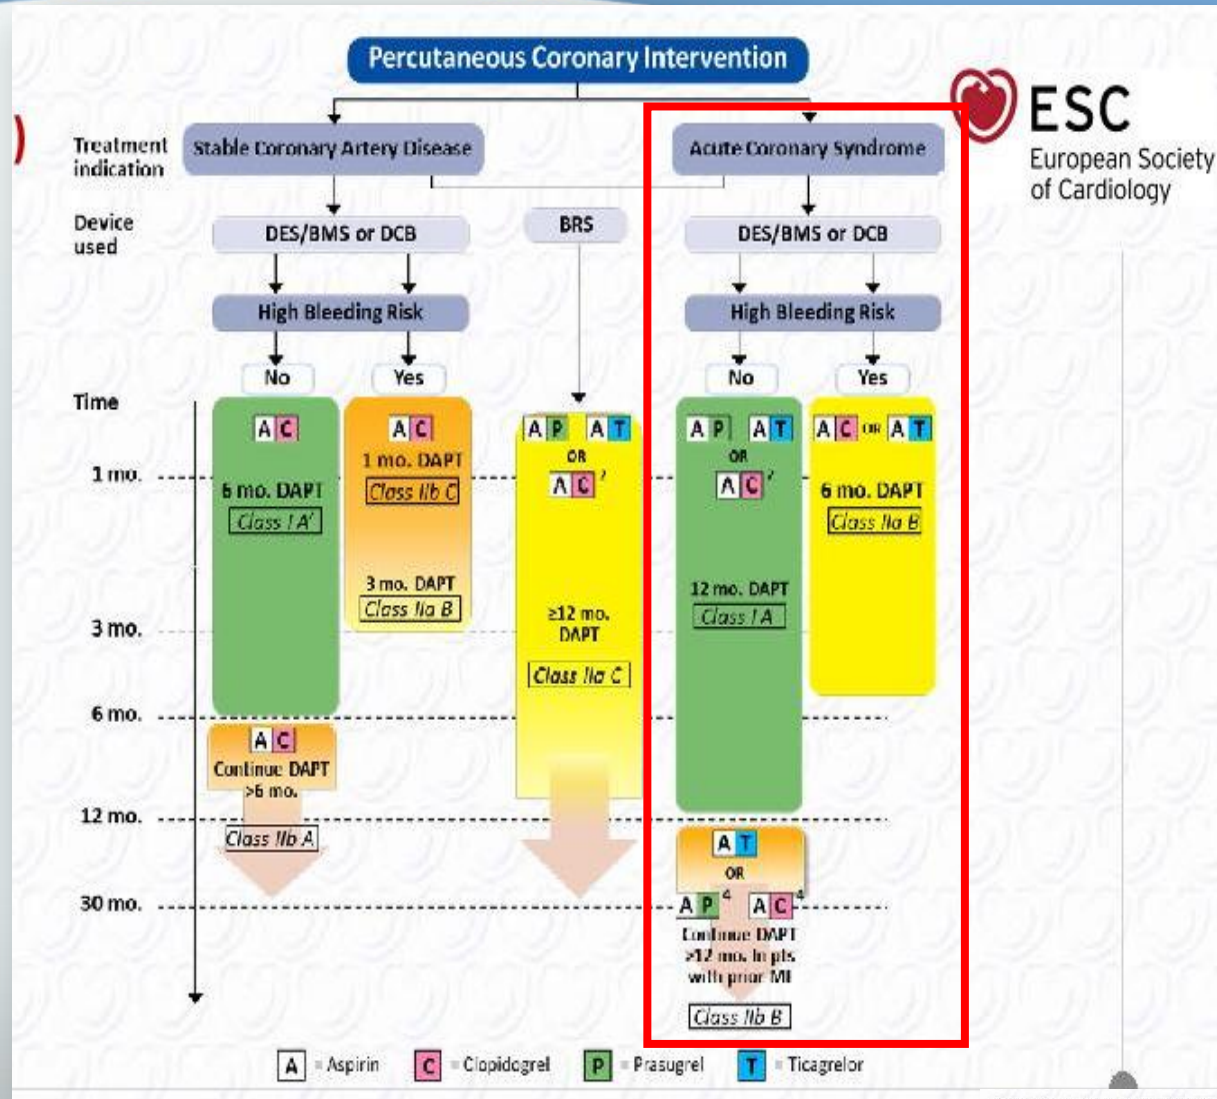 Percutaneous Coronary Intervention
)
ESC
European Society
of Cardiology
Treatment
indication
Stable Coronary Artery Disease
Acute Coronary Syndrome
Device
used
DES/BMS or DCB
BRS
DES/BMS or DCB
High Bleeding Risk
High Bleeding Risk
No
Yes
No
Yes
Time
A C
A C
1 mo. DAPT
Class IIb C
3 mo. DAPT
Class IIa B
6 mo. DAPT
Class I A
A P A T
OR
A C
≥12 mo.
DAPT
Class IIa C
A P A T
OR
A C
12 mo. DAPT
Class I A
A C OR A T
6 mo. DAPT
Class IIa B
1 mo.
3 mo.
6 mo.
12 mo.
30 mo.
A C
Continue DAPT
>6 mo.
Class IIb A
A T
OR
A P 4 A C 4
Continue DAPT
>12 mo. In pts
with prior MI
Class IIb B
A = Aspirin C = Clopidogrel P = Prasugrel T = Ticagrelor